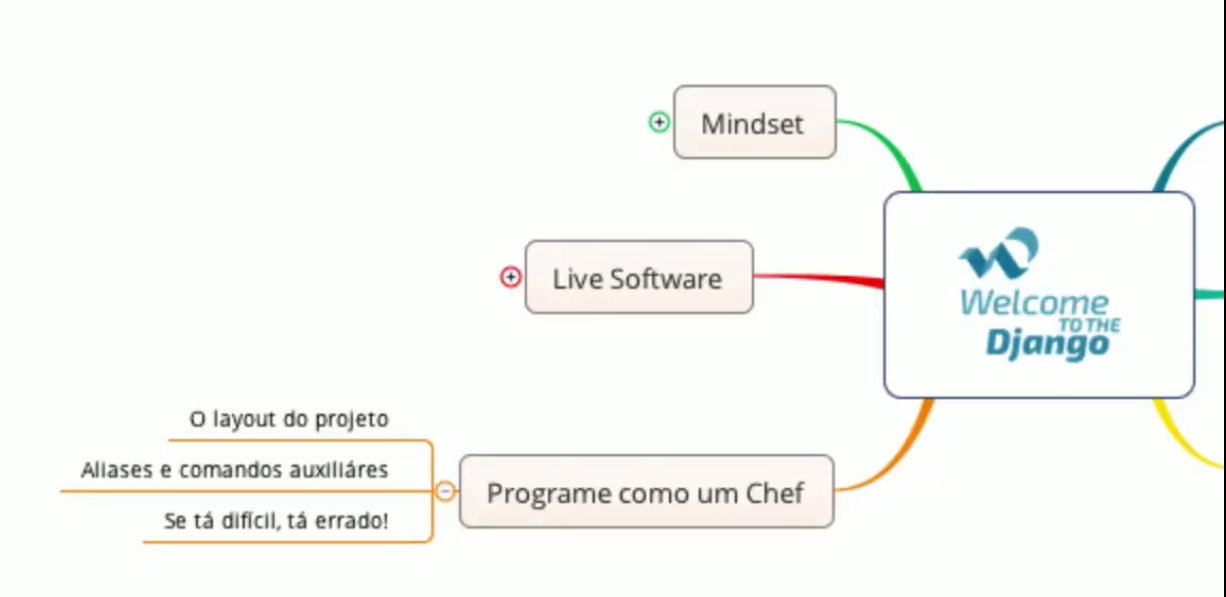 Mindset
Live Software
Welcome
TO THE
Django
O layout do projeto
Aliases e comandos auxiliáres
Se tá difícil, tá errado!
Programe como um Chef